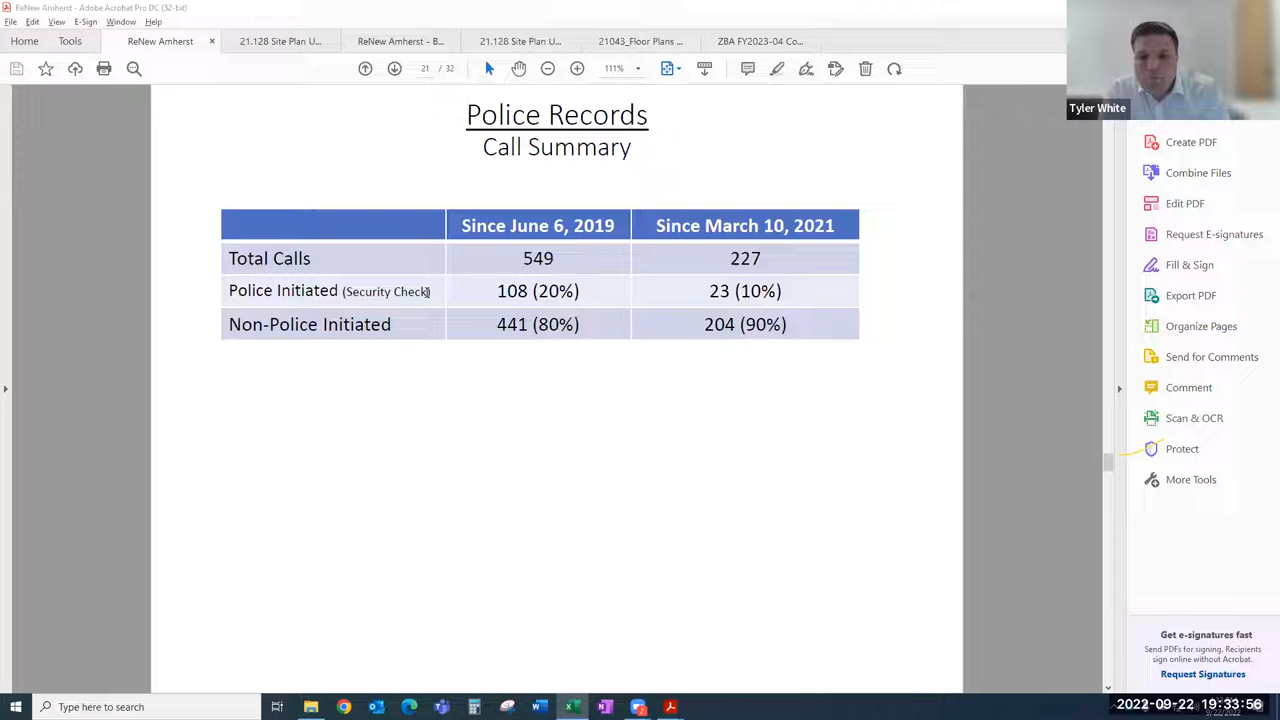 ReNew Amherst - Adobe Acrobat Pro DC (32-bit)
File Edit View E-Sign Window Help
Home Tools ReNew Amherst × 21.128 Site Plan U... ReNew Amherst - B... 21.128 Site Plan U... 21043_Floor Plans ... ZBA FY2023-04 Co...
21 / 32 111%
Tyler White
Police Records
Call Summary
Since June 6, 2019 Since March 10, 2021
Total Calls 549 227
Police Initiated (Security Check) 108 (20%) 23 (10%)
Non-Police Initiated 441 (80%) 204 (90%)
Create PDF
Combine Files
Edit PDF
Request E-signatures
Fill & Sign
Export PDF
Organize Pages
Send for Comments
Comment
Scan & OCR
Protect
More Tools
Get e-signatures fast
Send PDFs for signing. Recipients
sign online without Acrobat.
Request Signatures
Type here to search
2022-09-22 19:33:56